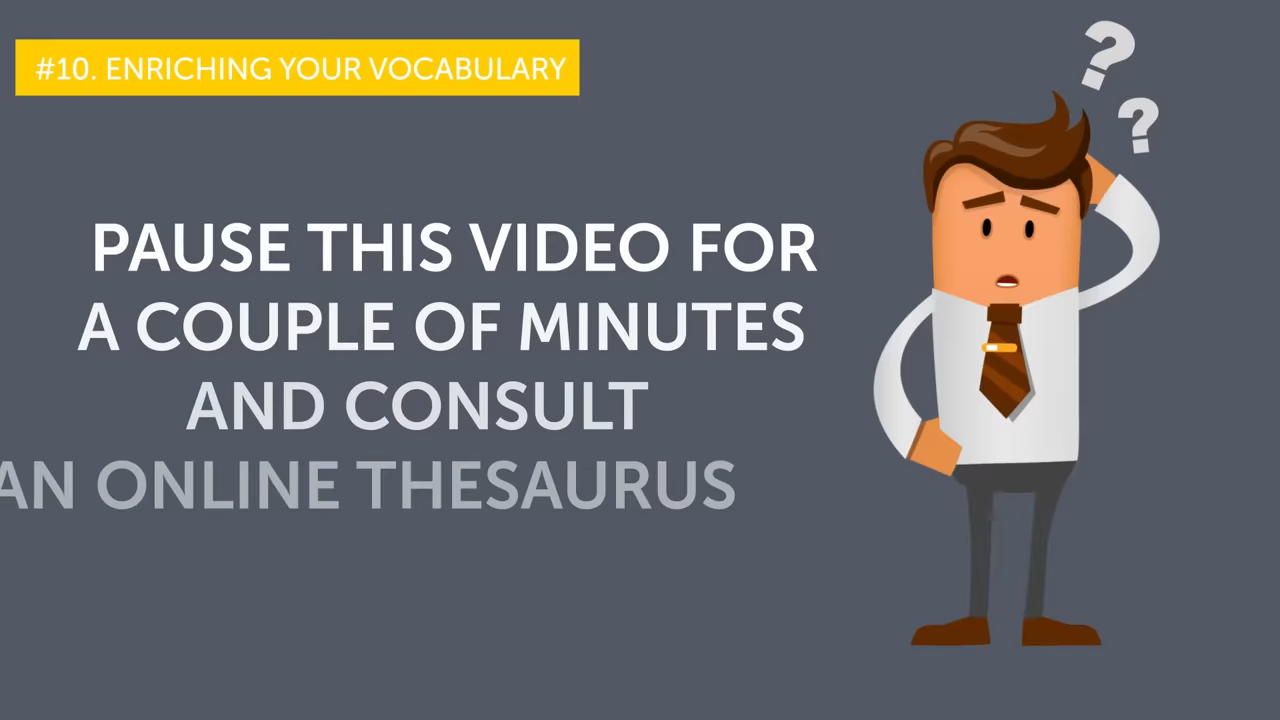 #10. ENRICHING YOUR VOCABULARY
PAUSE THIS VIDEO FOR
A COUPLE OF MINUTES
AND CONSULT
AN ONLINE THESAURUS
? 
?